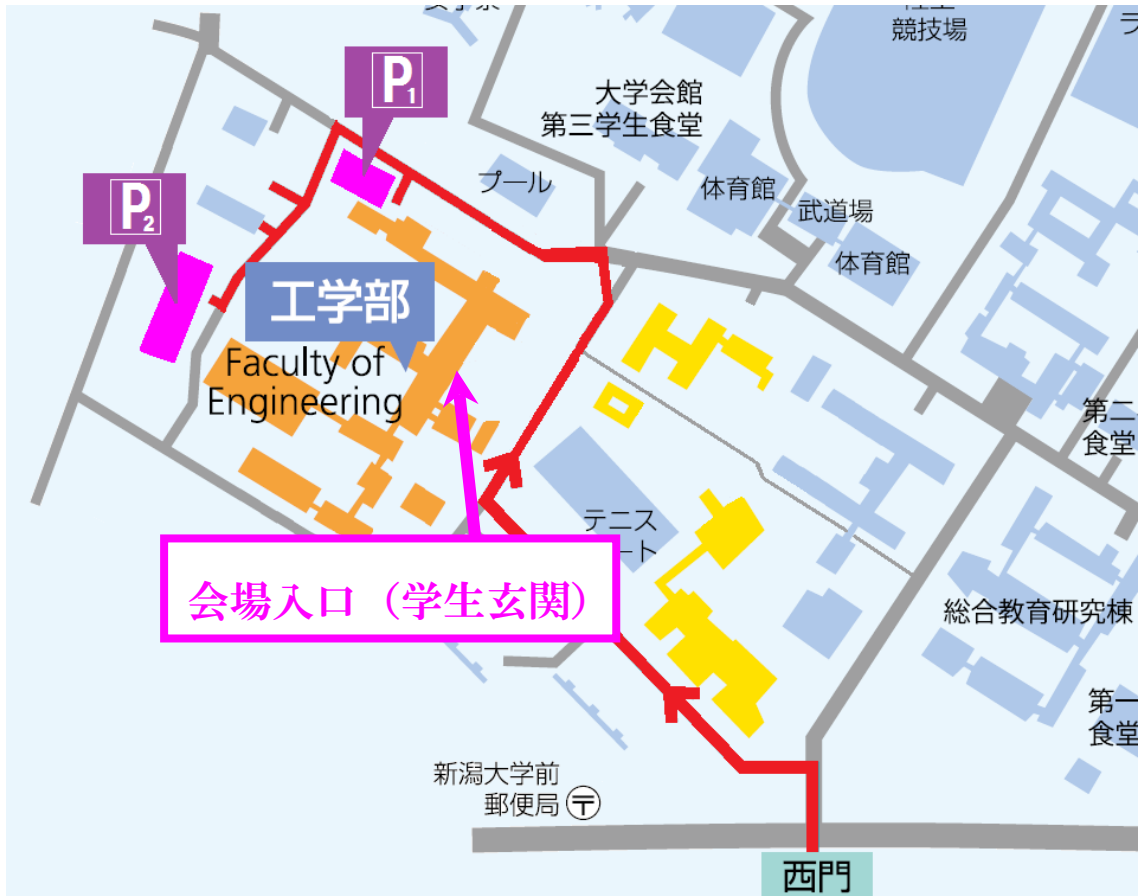 競技場
P1
大学会館
第三学生食堂
プール
体育館
武道場
体育館
P2
工学部
Faculty of
Engineering
第二
食堂
テニス
ート
会場入口（学生玄関）
総合教育研究棟
第一
食堂
新潟大学前
郵便局 〒
西門